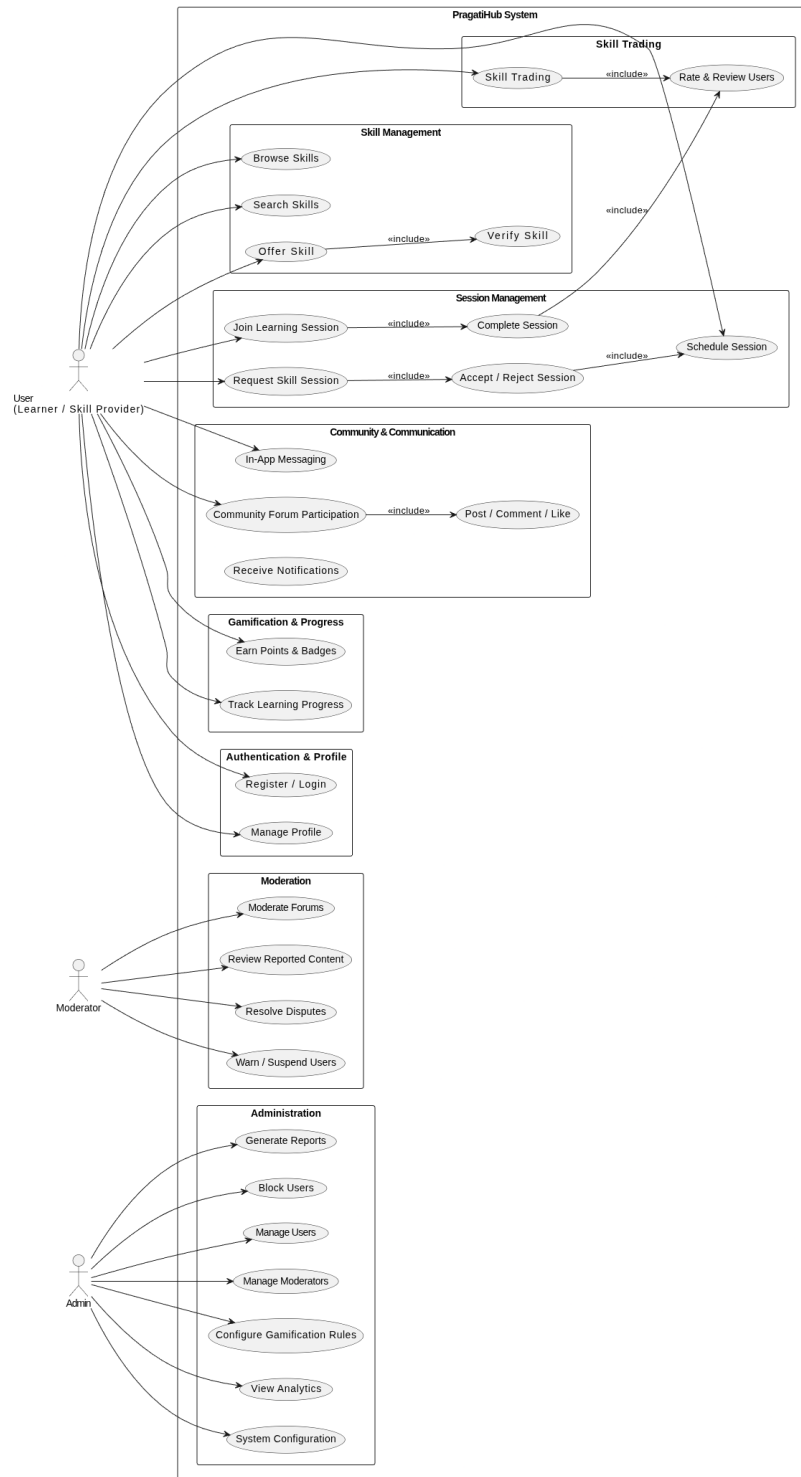 PragatiHub System
Skill Trading
Skill Trading
«include»
Rate & Review Users
Skill Management
Browse Skills
Search Skills
Offer Skill
«include»
Verify Skill
«include»
Session Management
Join Learning Session
«include»
Complete Session
Schedule Session
Request Skill Session
«include»
Accept / Reject Session
«include»
User
(Learner / Skill Provider)
Community & Communication
In-App Messaging
Community Forum Participation
«include»
Post / Comment / Like
Receive Notifications
Gamification & Progress
Earn Points & Badges
Track Learning Progress
Authentication & Profile
Register / Login
Manage Profile
Moderation
Moderate Forums
Review Reported Content
Resolve Disputes
Warn / Suspend Users
Moderator
Administration
Generate Reports
Block Users
Manage Users
Manage Moderators
Configure Gamification Rules
View Analytics
System Configuration
Admin